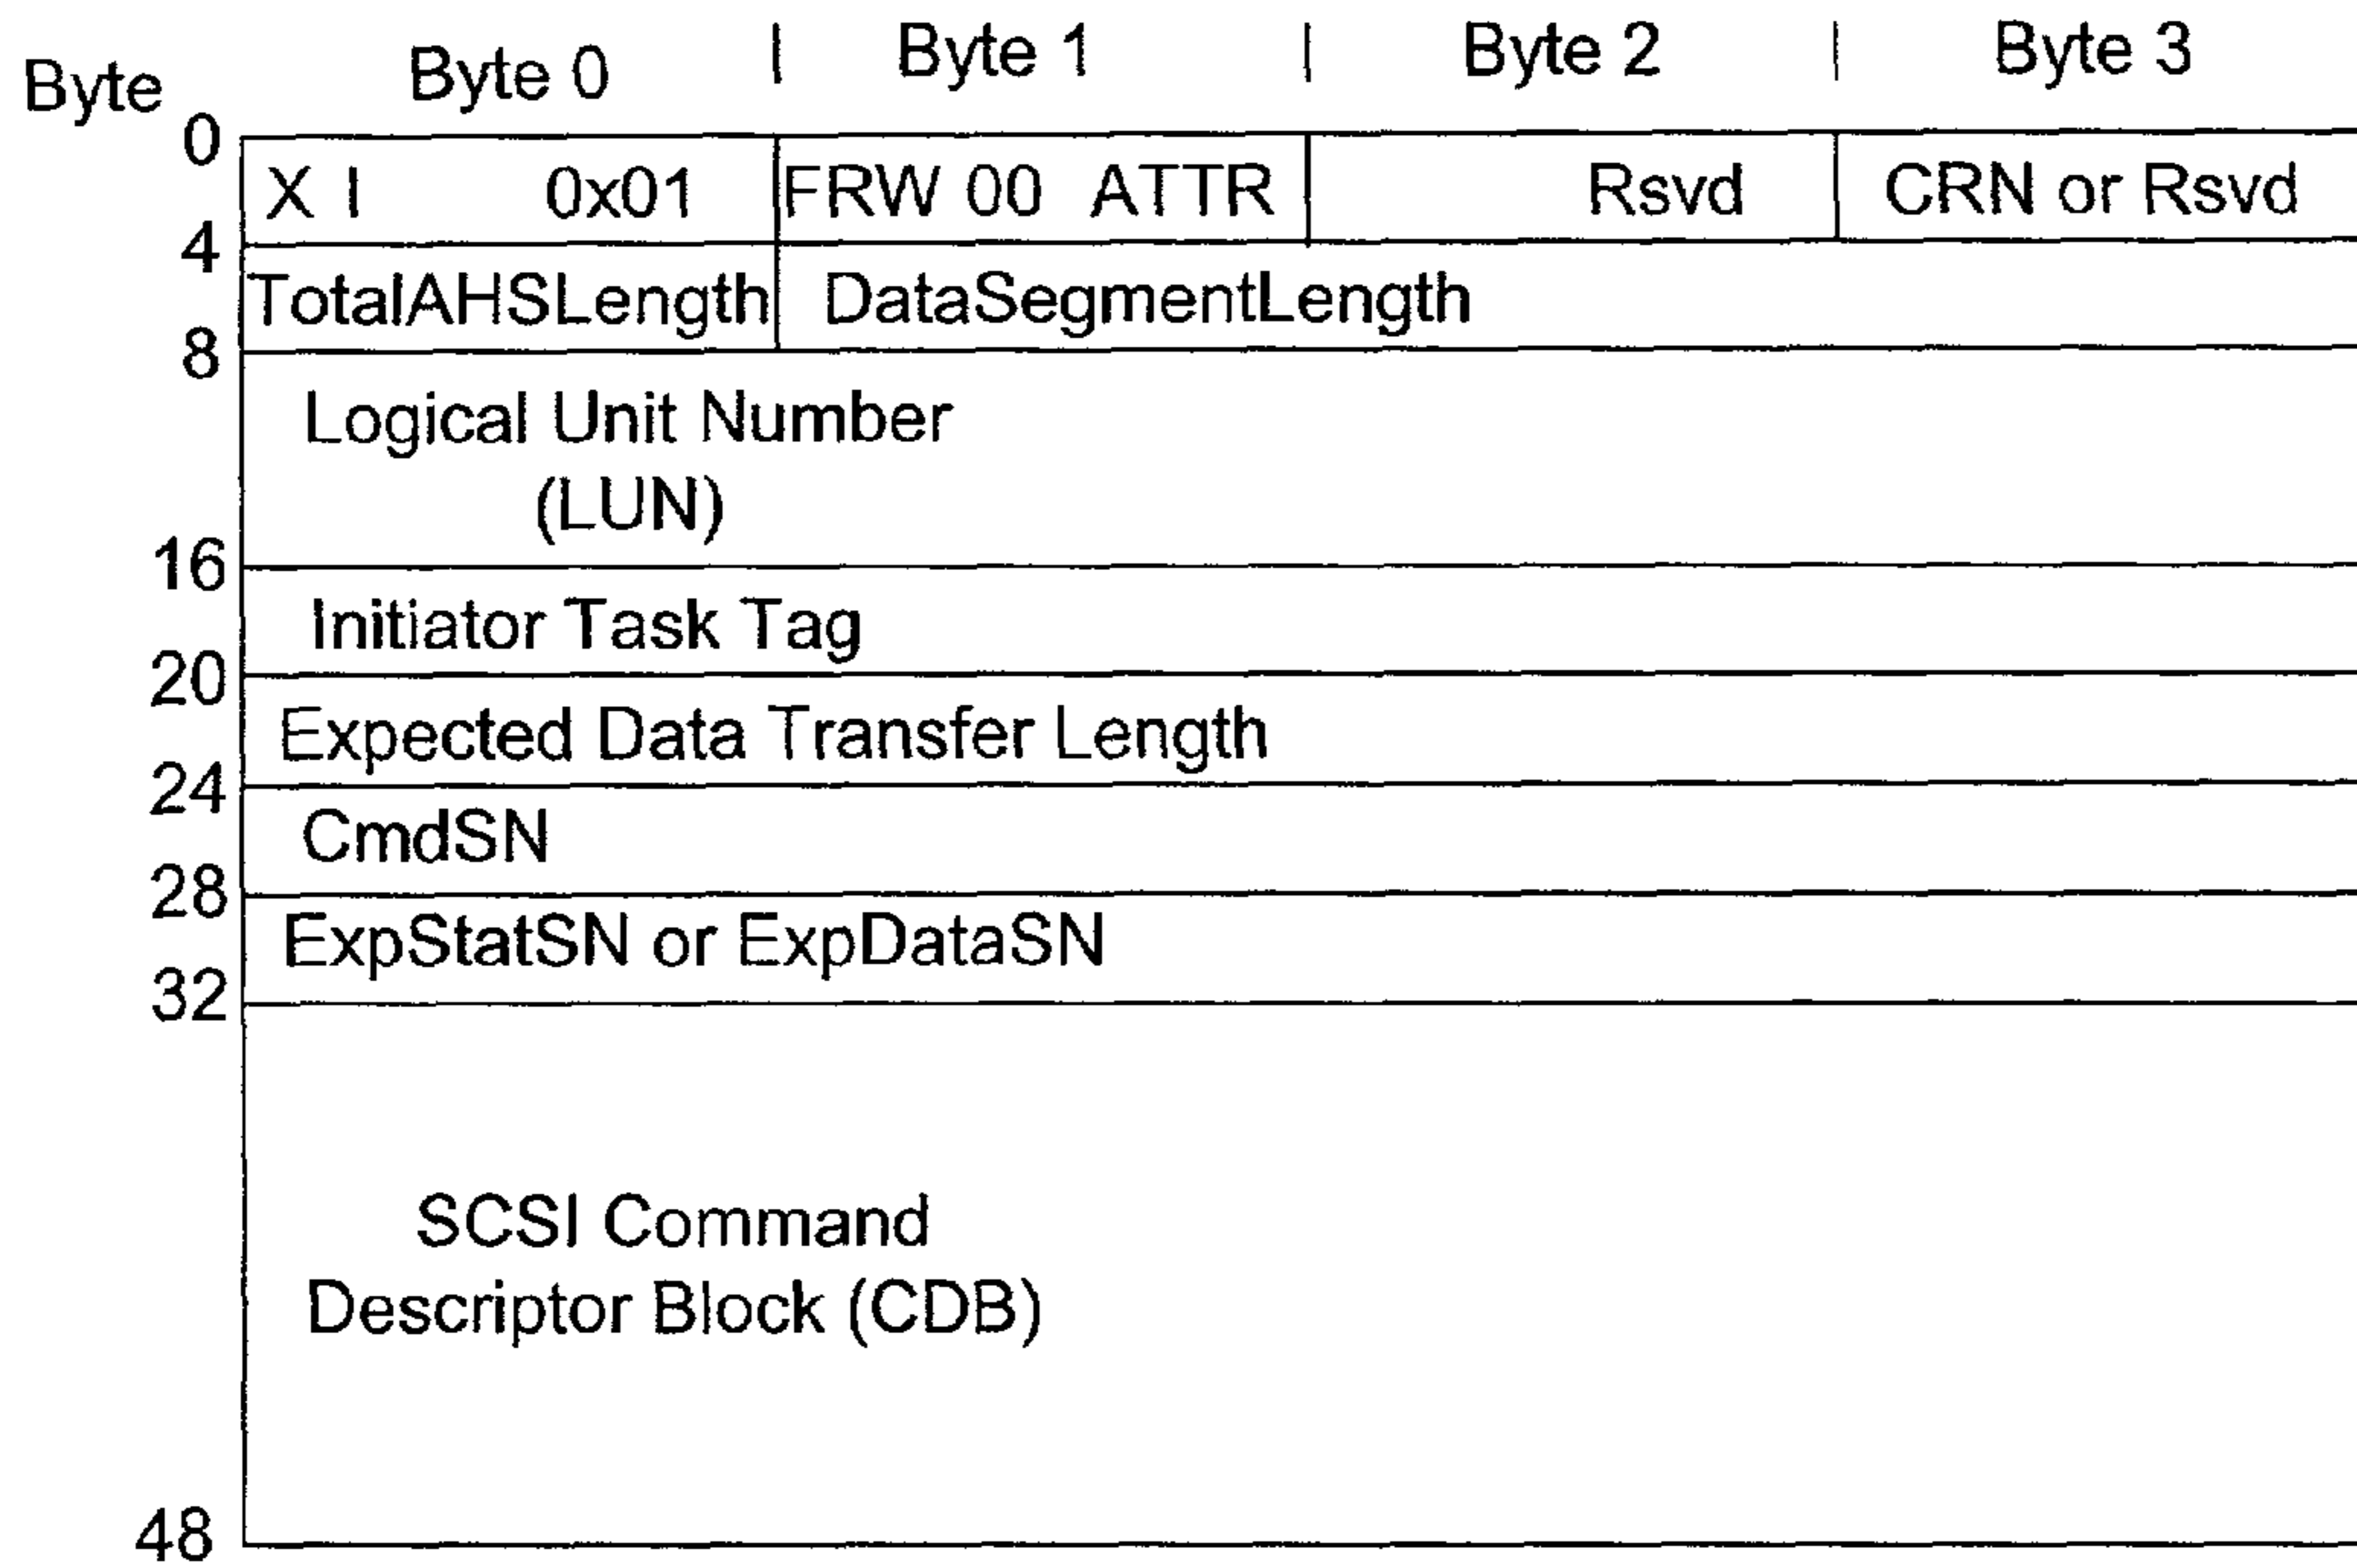 Byte Byte 0 | Byte 1 | Byte 2 | Byte 3
0
X I 0x01 FRW 00 ATTR Rsvd CRN or Rsvd
4
TotalAHSLength DataSegmentLength
8
Logical Unit Number
(LUN)
16
Initiator Task Tag
20
Expected Data Transfer Length
24
CmdSN
28
ExpStatSN or ExpDataSN
32
SCSI Command
Descriptor Block (CDB)
48